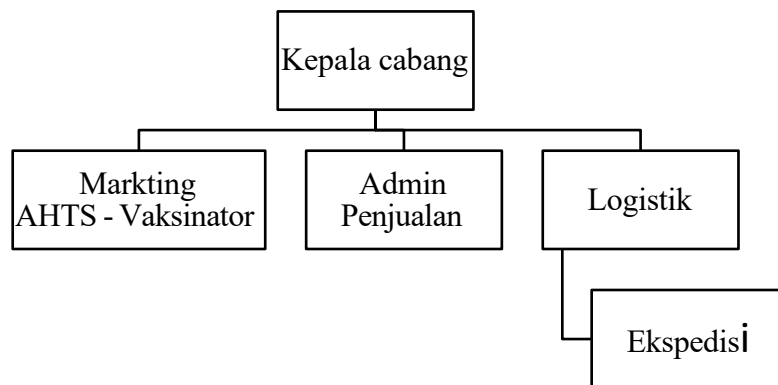 Kepala cabang
Markting
AHTS - Vaksinator
Admin
Penjualan
Logistik
Ekspedisi